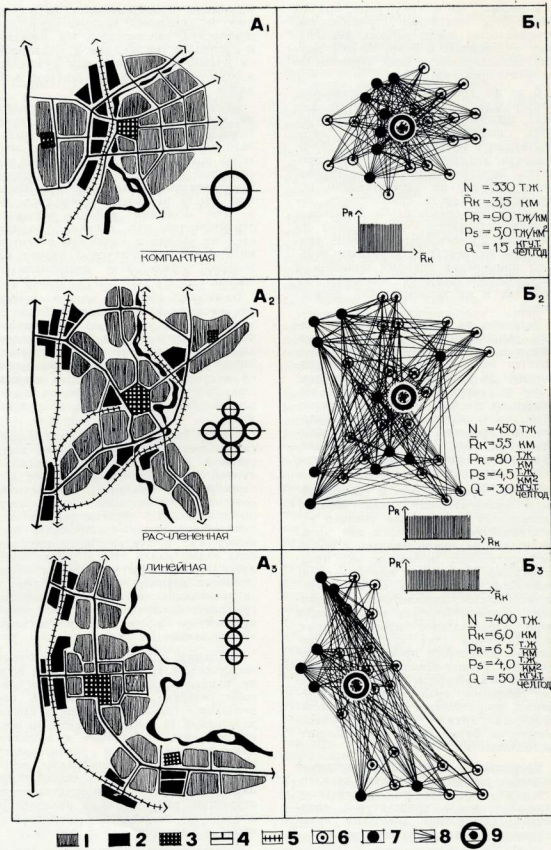 А1
КОМПАКТНАЯ
Б1
N = 330 Т.Ж.
R̄к = 3,5 КМ
PR = 90 Т.Ж/КМ
PS = 5,0 Т.Ж/КМ²
Q = 15 КГ.У.Т. ЧЕЛ.ГОД
PR
R̄к
А2
РАСЧЛЕНЕННАЯ
Б2
N = 450 ТЖ
R̄к = 5,5 КМ
PR = 80 Т.Ж. КМ
PS = 4,5 Т.Ж. КМ2
Q = 30 КГ.У.Т. ЧЕЛ.ГОД
PR
R̄к
А3
ЛИНЕЙНАЯ
Б3
PR
R̄к
N = 400 Т.Ж.
R̄к = 6,0 КМ
PR = 65 Т.Ж. КМ
PS = 4,0 Т.Ж. КМ2
Q = 50 КГ.У.Т. ЧЕЛ.ГОД
1 2 3 4 5 6 7 8 9